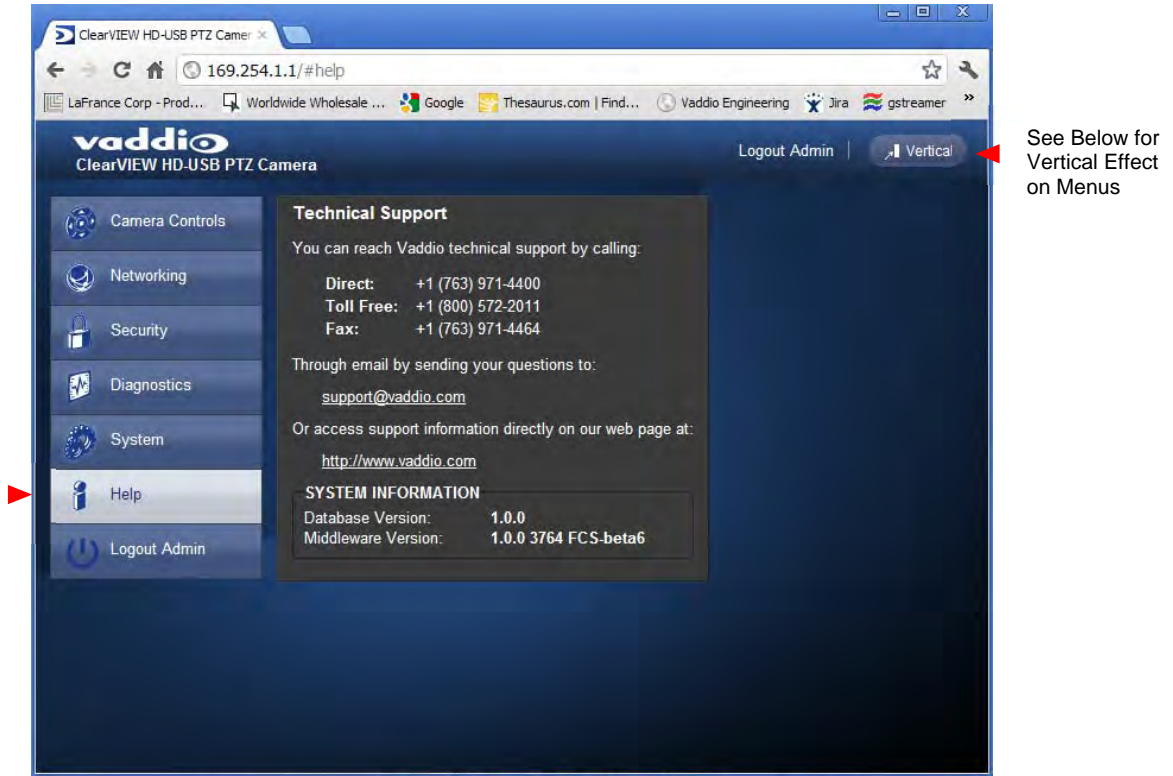 ClearVIEW HD-USB PTZ Camer
169.254.1.1/#help
LaFrance Corp - Prod... Worldwide Wholesale ... Google Thesaurus.com | Find... Vaddio Engineering Jira gstreamer »
vaddio
ClearVIEW HD-USB PTZ Camera
Logout Admin | Vertical
See Below for
Vertical Effect
on Menus
Camera Controls
Networking
Security
Diagnostics
System
Help
Logout Admin
Technical Support
You can reach Vaddio technical support by calling:
Direct: +1 (763) 971-4400
Toll Free: +1 (800) 572-2011
Fax: +1 (763) 971-4464
Through email by sending your questions to:
support@vaddio.com
Or access support information directly on our web page at:
http://www.vaddio.com
SYSTEM INFORMATION
Database Version: 1.0.0
Middleware Version: 1.0.0 3764 FCS-beta6